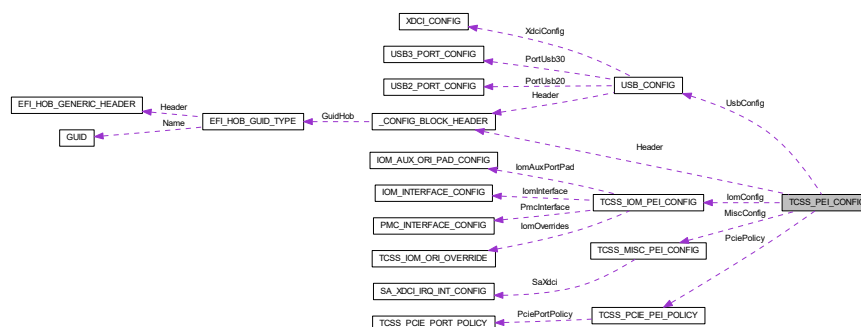 XDCI_CONFIG
XdciConfig
USB3_PORT_CONFIG
PortUsb30
USB2_PORT_CONFIG
PortUsb20
USB_CONFIG
Header
EFI_HOB_GENERIC_HEADER
Header
UsbConfig
GUID
Name
EFI_HOB_GUID_TYPE
GuidHob
_CONFIG_BLOCK_HEADER
Header
IOM_AUX_ORI_PAD_CONFIG
IomAuxPortPad
IOM_INTERFACE_CONFIG
IomInterface
TCSS_IOM_PEI_CONFIG
IomConfig
TCSS_PEI_CONFIG
PMC_INTERFACE_CONFIG
PmcInterface
MiscConfig
IomOverrides
TCSS_IOM_ORI_OVERRIDE
TCSS_MISC_PEI_CONFIG
PciePolicy
SaXdci
SA_XDCI_IRQ_INT_CONFIG
TCSS_PCIE_PORT_POLICY
PciePortPolicy
TCSS_PCIE_PEI_POLICY